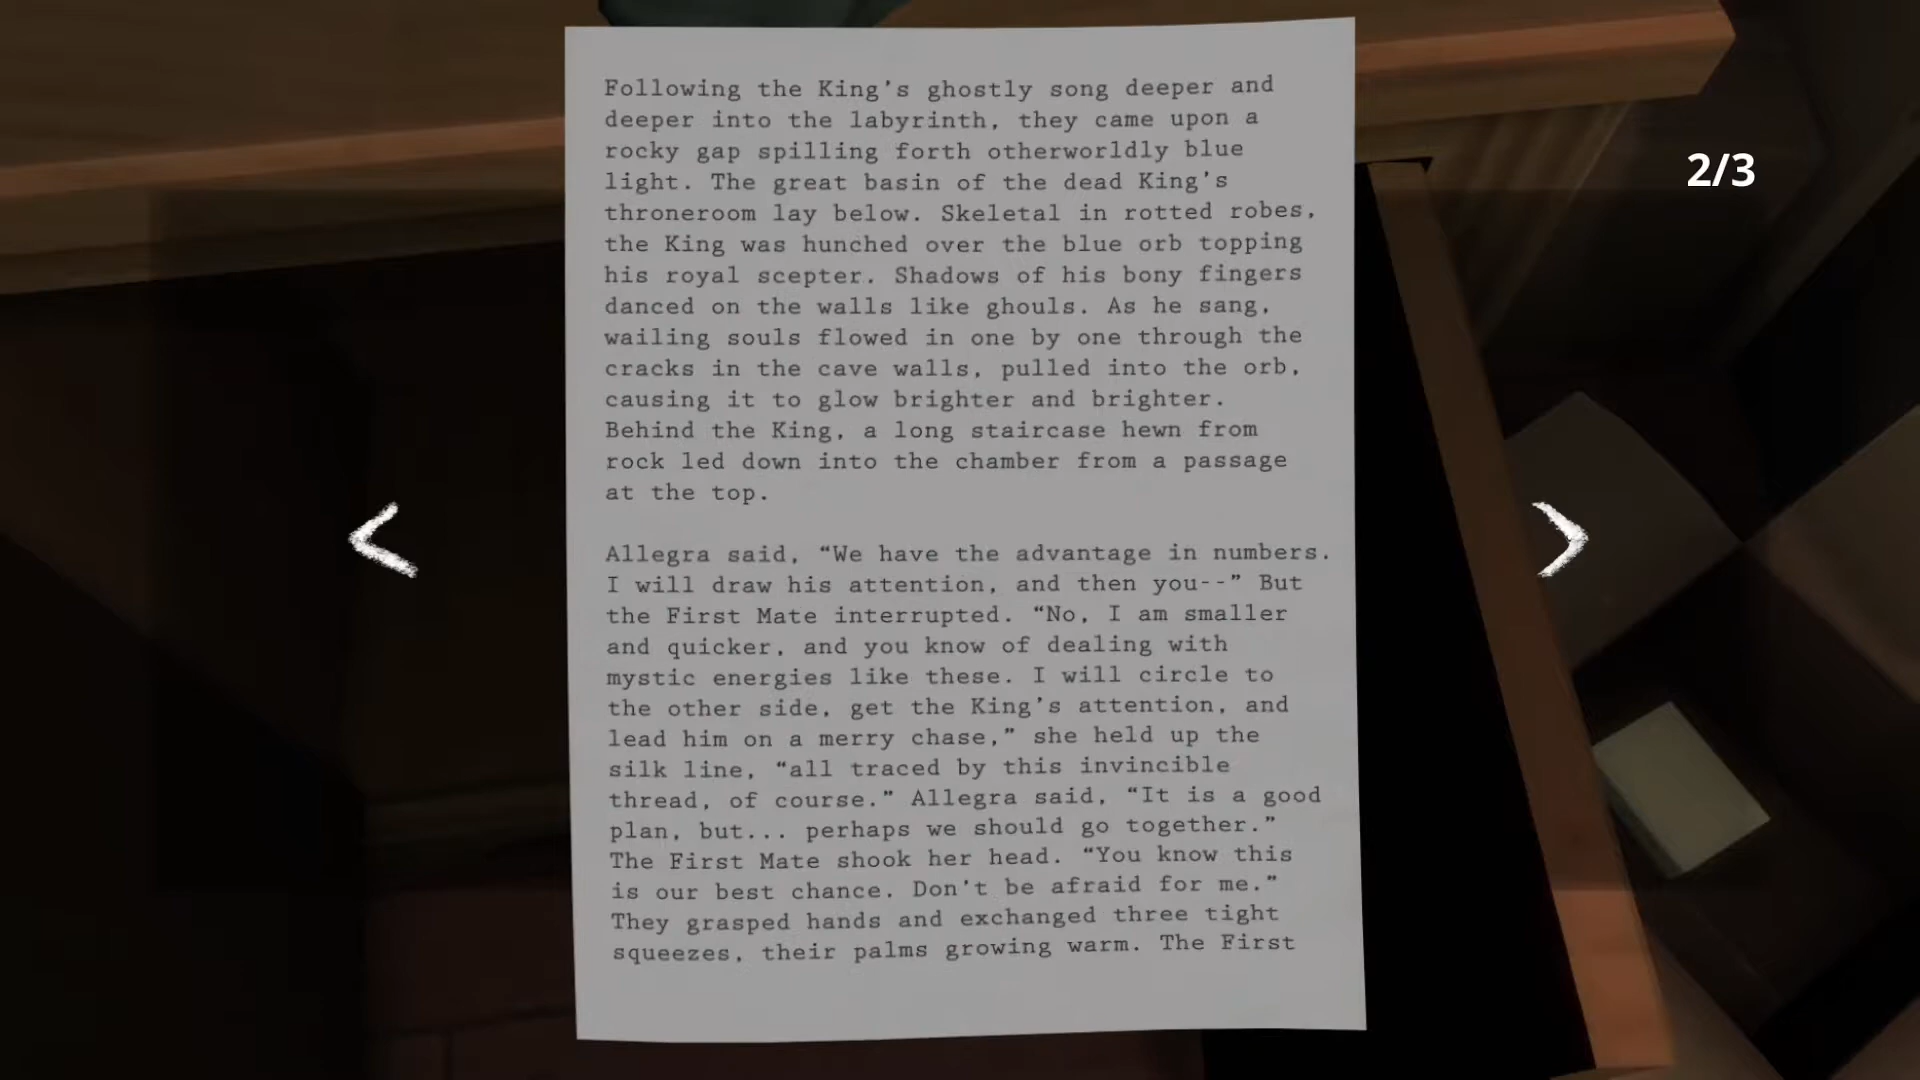 Following the King’s ghostly song deeper and
deeper into the labyrinth, they came upon a
rocky gap spilling forth otherworldly blue
light. The great basin of the dead King’s
throneroom lay below. Skeletal in rotted robes,
the King was hunched over the blue orb topping
his royal scepter. Shadows of his bony fingers
danced on the walls like ghouls. As he sang,
wailing souls flowed in one by one through the
cracks in the cave walls, pulled into the orb,
causing it to glow brighter and brighter.
Behind the King, a long staircase hewn from
rock led down into the chamber from a passage
at the top.
Allegra said, “We have the advantage in numbers.
I will draw his attention, and then you--” But
the First Mate interrupted. “No, I am smaller
and quicker, and you know of dealing with
mystic energies like these. I will circle to
the other side, get the King’s attention, and
lead him on a merry chase,” she held up the
silk line, “all traced by this invincible
thread, of course.” Allegra said, “It is a good
plan, but... perhaps we should go together.”
The First Mate shook her head. “You know this
is our best chance. Don’t be afraid for me.”
They grasped hands and exchanged three tight
squeezes, their palms growing warm. The First
2/3